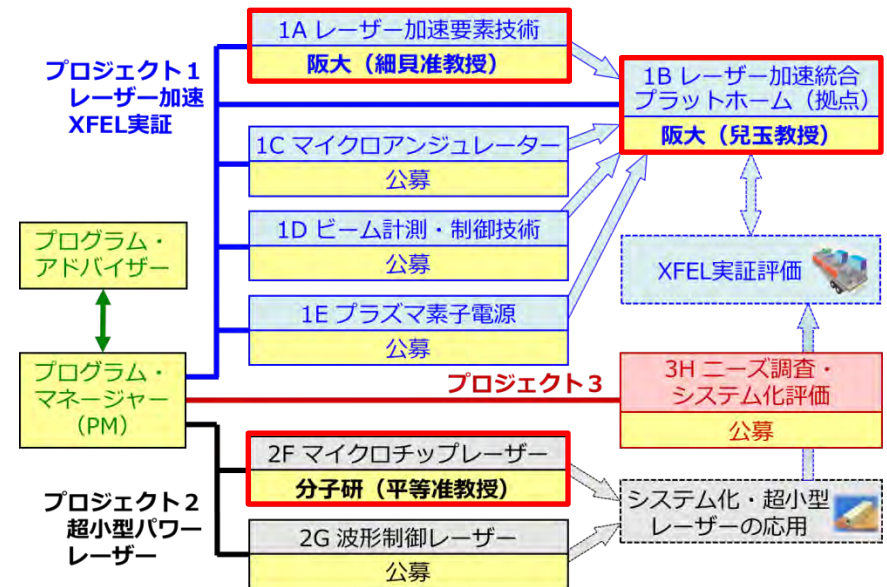 プロジェクト１
レーザー加速
XFEL実証
1A レーザー加速要素技術
阪大（細貝准教授）
1B レーザー加速統合
プラットホーム（拠点）
阪大（兒玉教授）
1C マイクロアンジュレーター
公募
1D ビーム計測・制御技術
公募
1E プラズマ素子電源
公募
XFEL実証評価
プログラム・
アドバイザー
プログラム・
マネージャー
（PM）
プロジェクト３
3H ニーズ調査・
システム化評価
公募
プロジェクト２
超小型パワー
レーザー
2F マイクロチップレーザー
分子研（平等准教授）
2G 波形制御レーザー
公募
システム化・超小型
レーザーの応用